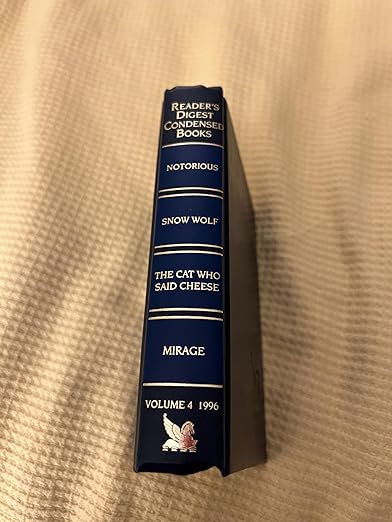 READER'S
DIGEST
CONDENSED
BOOKS
NOTORIOUS
SNOW WOLF
THE CAT WHO
SAID CHEESE
MIRAGE
VOLUME 4 1996